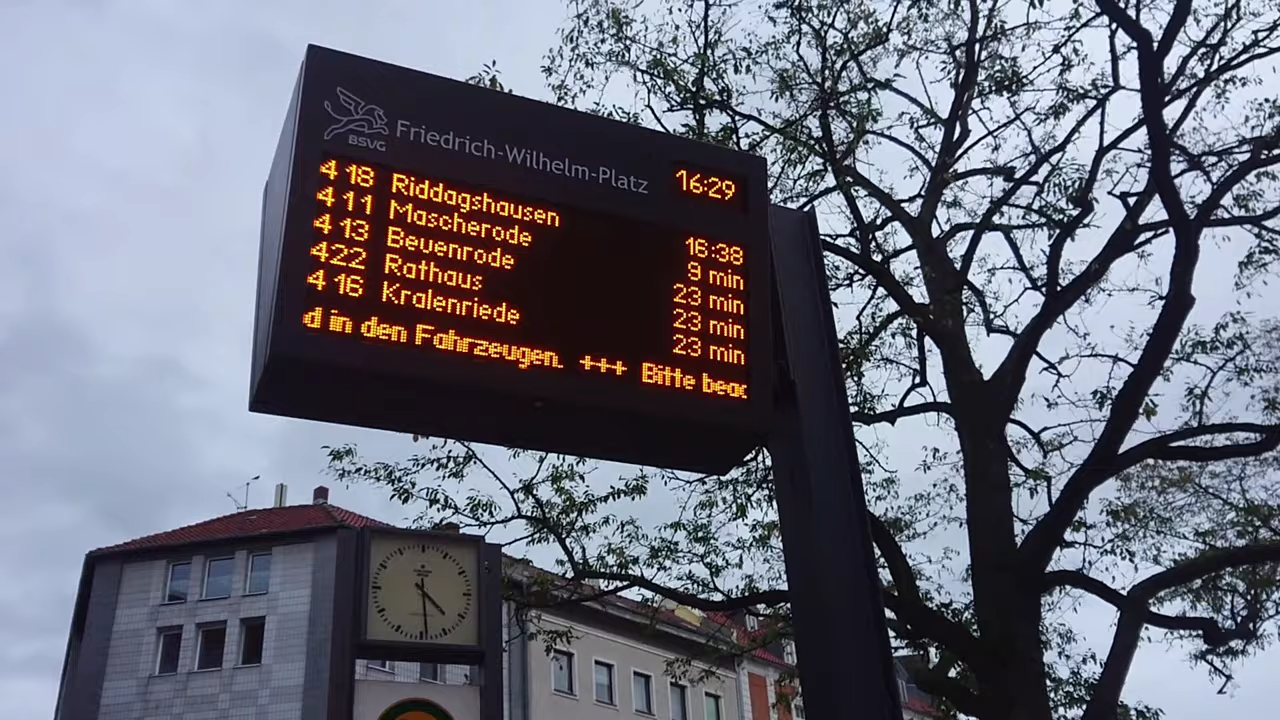 BSVG
Friedrich-Wilhelm-Platz 16:29
418 Riddagshausen 16:38
411 Mascherode 9 min
413 Bevenrode 23 min
422 Rathaus 23 min
416 Kralenriede 23 min
d in den Fahrzeugen. +++ Bitte beac